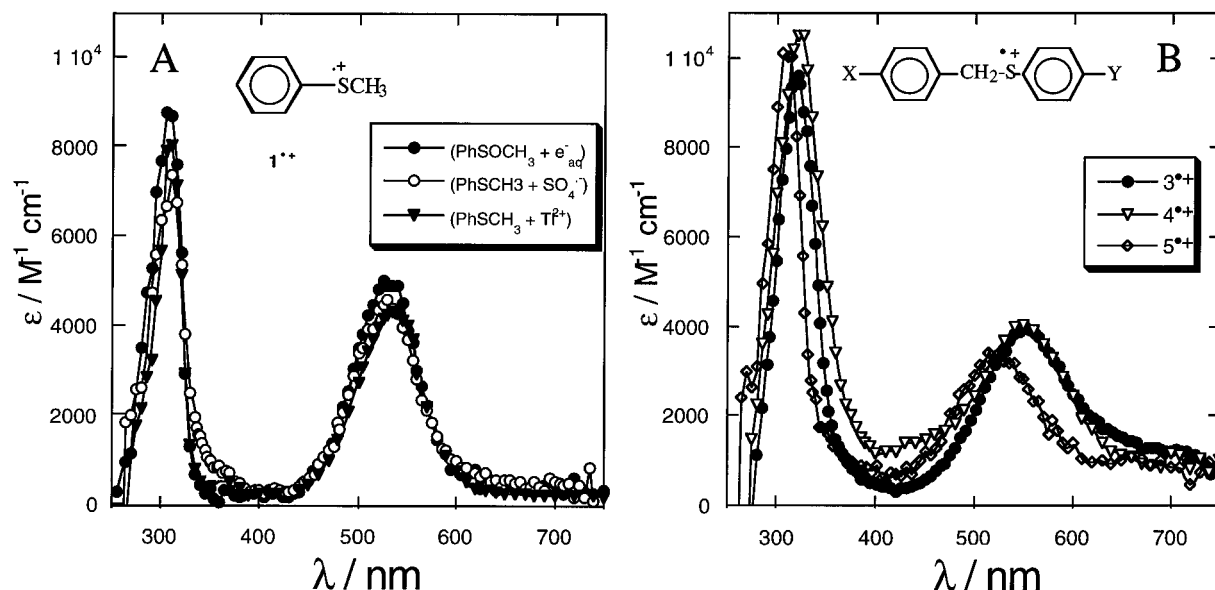 A
1 10⁴
8000
6000
4000
2000
0
300
400
500
600
700
ε / M⁻¹ cm⁻¹
λ / nm
·+
SCH₃
1•+
(PhSOCH₃ + e⁻aq)
(PhSCH3 + SO₄·⁻)
(PhSCH₃ + Tl²⁺)
B
1 10⁴
8000
6000
4000
2000
0
300
400
500
600
700
ε / M⁻¹ cm⁻¹
λ / nm
•+
X CH2-S Y
3•+
4•+
5•+